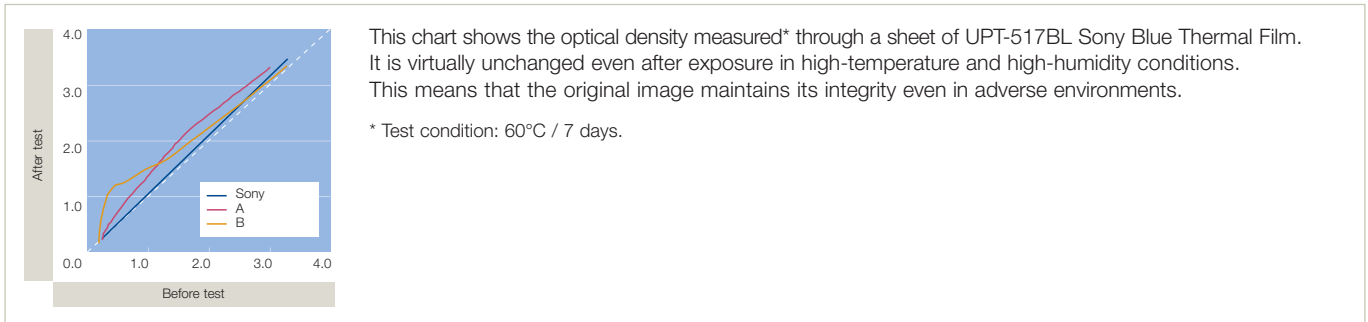 4.0
3.0
2.0
1.0
0.0
1.0
2.0
3.0
4.0
After test
Before test
Sony
A
B
This chart shows the optical density measured* through a sheet of UPT-517BL Sony Blue Thermal Film.
It is virtually unchanged even after exposure in high-temperature and high-humidity conditions.
This means that the original image maintains its integrity even in adverse environments.
* Test condition: 60°C / 7 days.